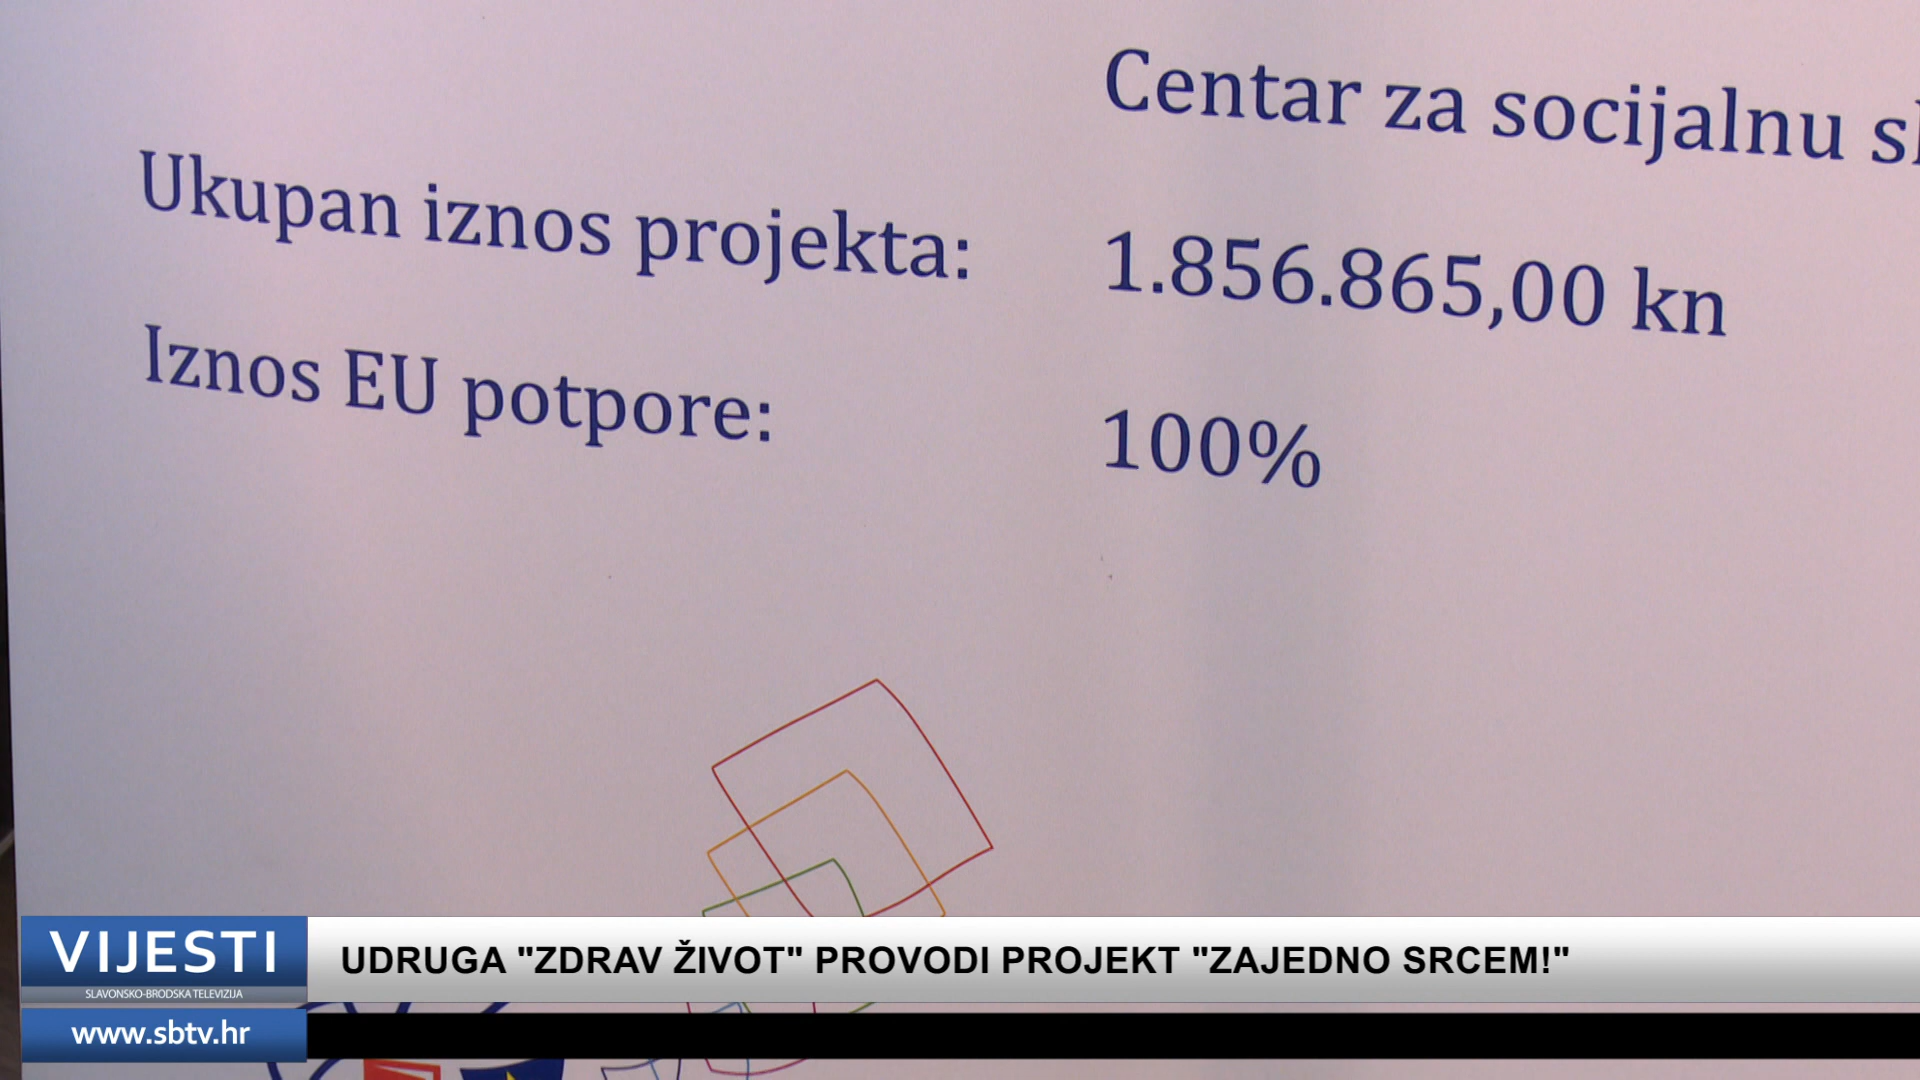 Centar za socijalnu
Ukupan iznos projekta: 1.856.865,00 kn
Iznos EU potpore: 100%
VIJESTI
SLAVONSKO-BRODSKA TELEVIZIJA
UDRUGA "ZDRAV ŽIVOT" PROVODI PROJEKT "ZAJEDNO SRCEM!"
www.sbtv.hr